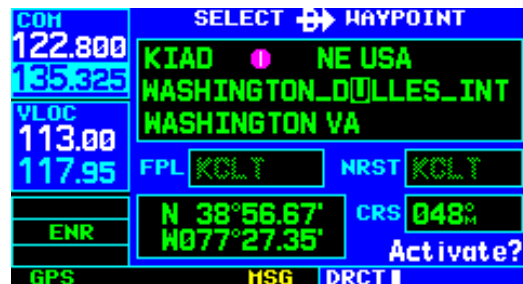 COM
122.800
135.325
VLOC
113.00
117.95
ENR
GPS
SELECT D WAYPOINT
KIAD NE USA
WASHINGTON_DULLES_INT
WASHINGTON VA
FPL KCLT NRST KCLT
N 38°56.67'
W077°27.35'
CRS 048°M
Activate?
MSG
DRCT